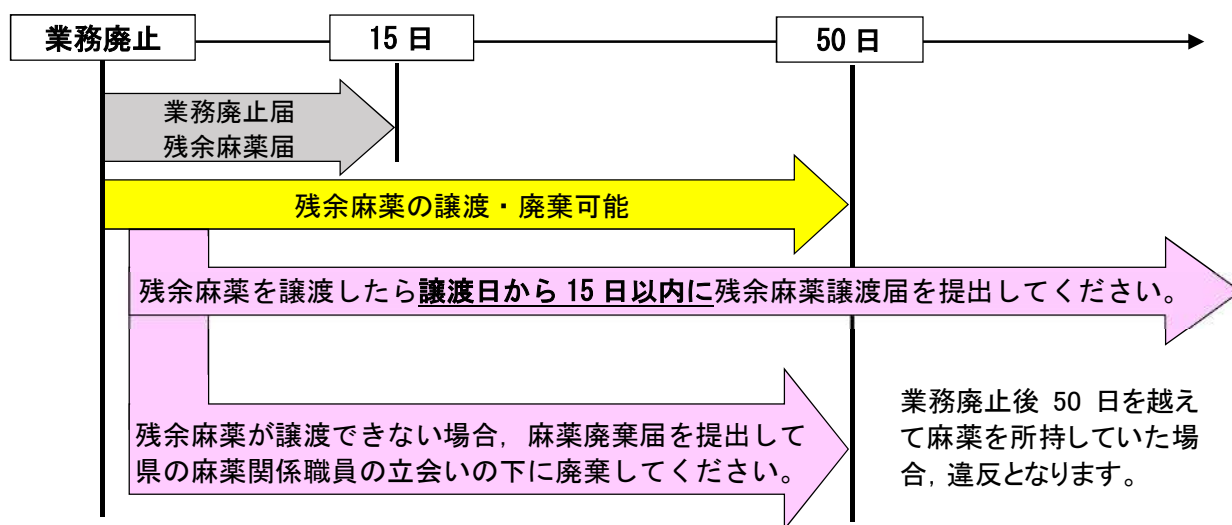 業務廃止
15日
50日
業務廃止届
残余麻薬届
残余麻薬の譲渡・廃棄可能
残余麻薬を譲渡したら譲渡日から15日以内に残余麻薬譲渡届を提出してください。
残余麻薬が譲渡できない場合，麻薬廃棄届を提出して
県の麻薬関係職員の立会いの下に廃棄してください。
業務廃止後 50 日を越え
て麻薬を所持していた場
合，違反となります。